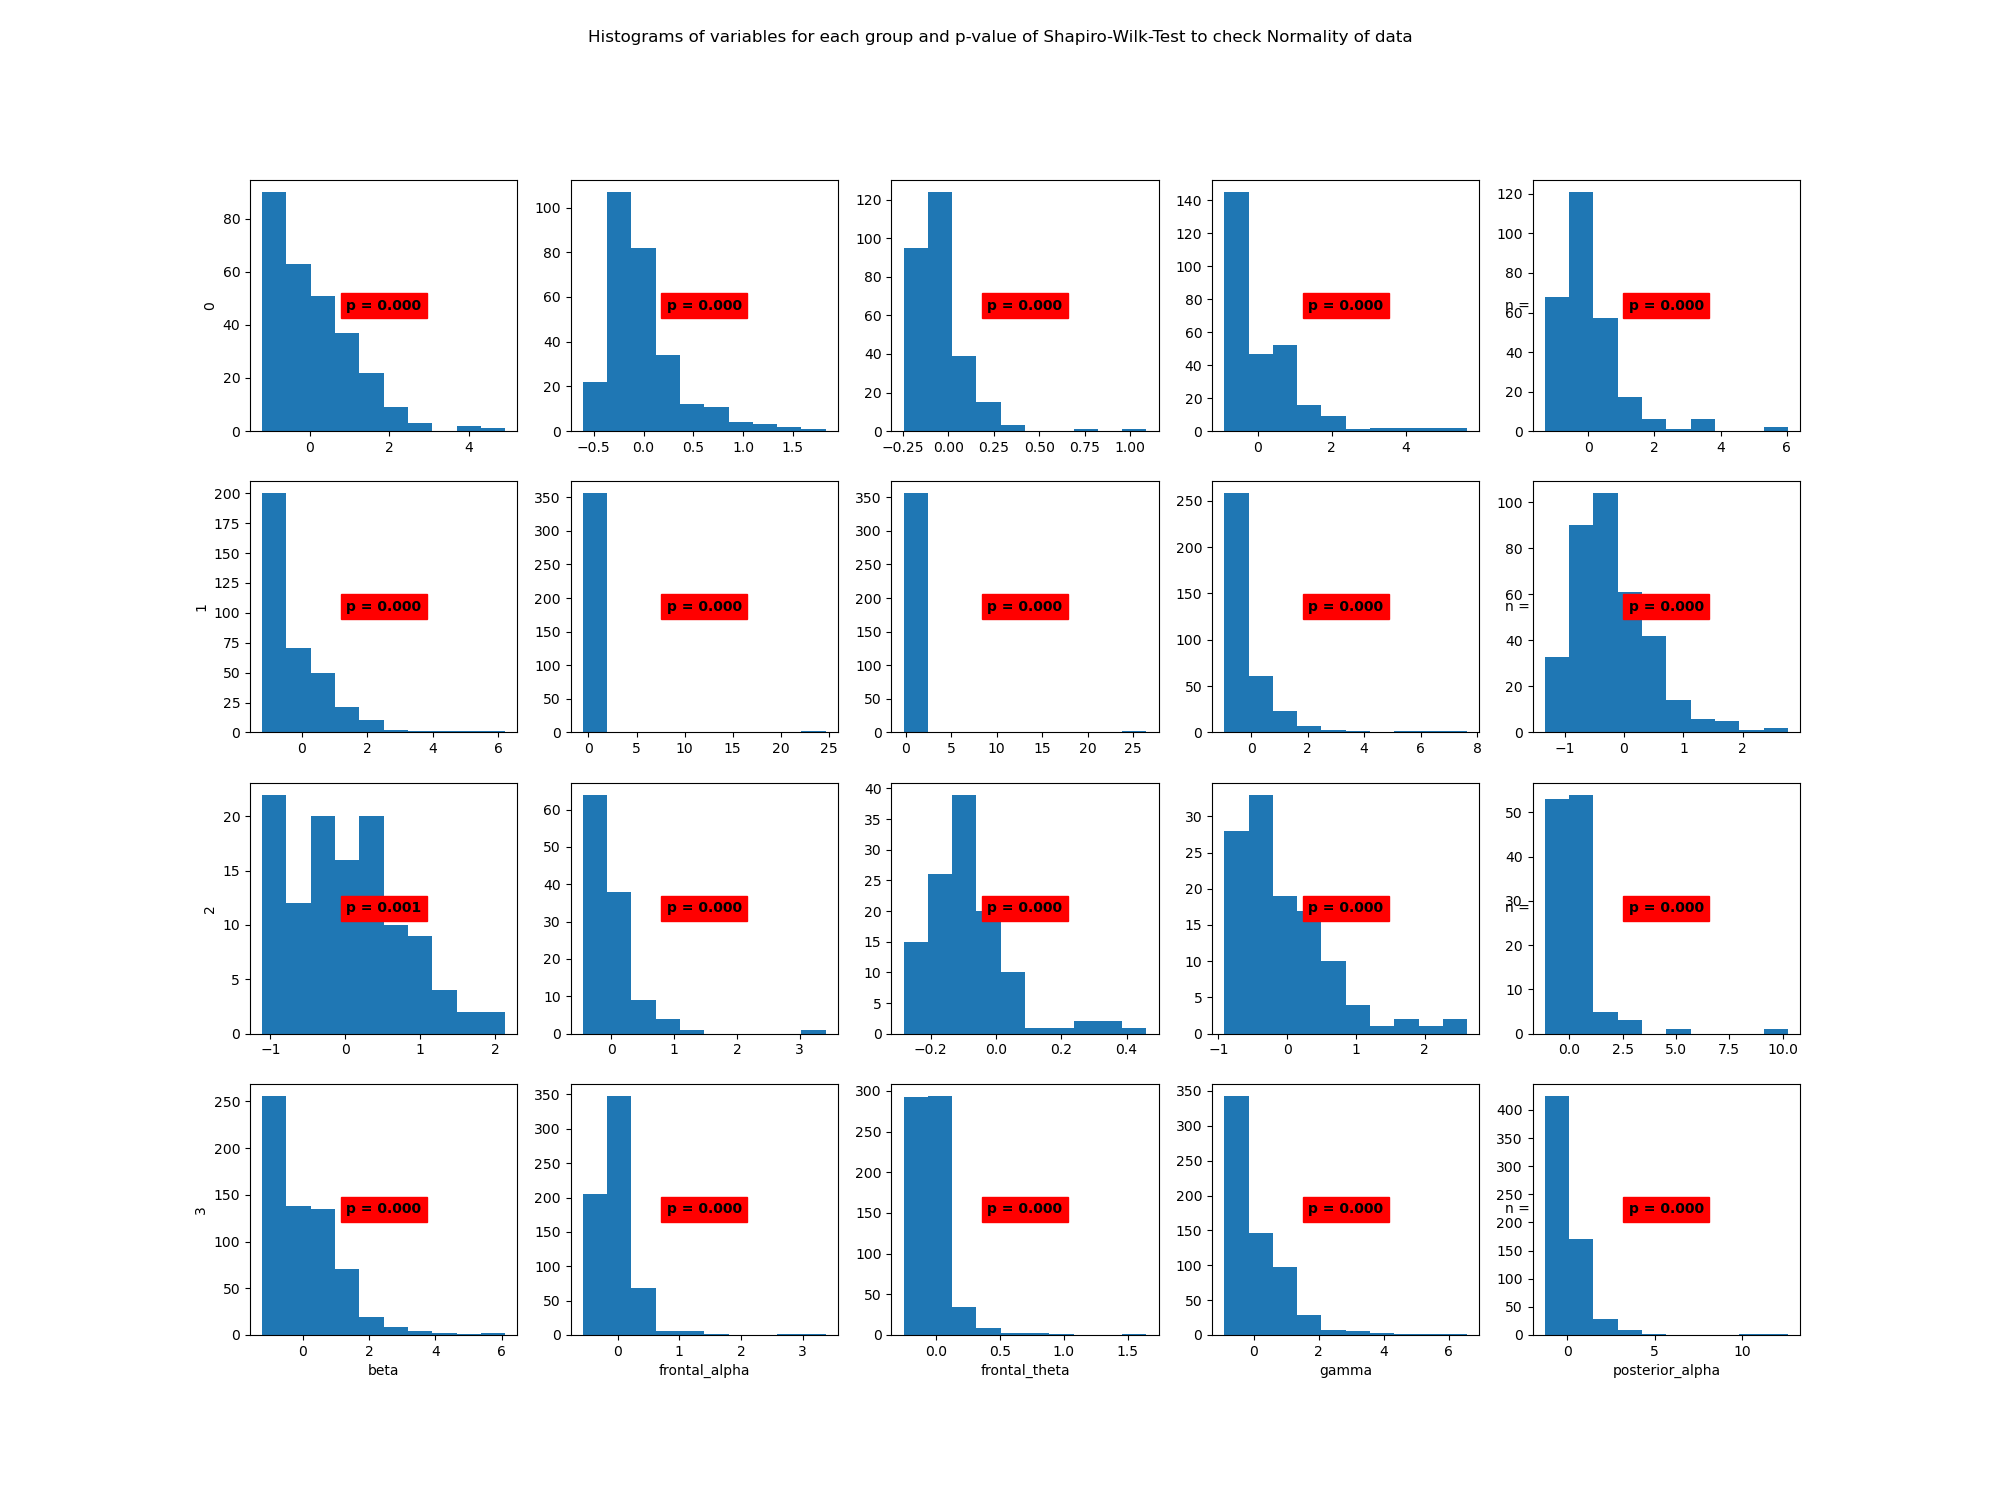 Histograms of variables for each group and p-value of Shapiro-Wilk-Test to check Normality of data
0
80
60
40
20
0
p = 0.000
0 2 4
100
80
60
40
20
0
p = 0.000
−0.5 0.0 0.5 1.0 1.5
120
100
80
60
40
20
0
p = 0.000
−0.25 0.00 0.25 0.50 0.75 1.00
140
120
100
80
60
40
20
0
p = 0.000
0 2 4
120
100
80
n =
60
40
20
0
p = 0.000
0 2 4 6
1
200
175
150
125
100
75
50
25
0
p = 0.000
0 2 4 6
350
300
250
200
150
100
50
0
p = 0.000
0 5 10 15 20 25
350
300
250
200
150
100
50
0
p = 0.000
0 5 10 15 20 25
250
200
150
100
50
0
p = 0.000
0 2 4 6 8
100
80
60
n =
40
20
0
p = 0.000
−1 0 1 2
2
20
15
10
5
0
p = 0.001
−1 0 1 2
60
50
40
30
20
10
0
p = 0.000
0 1 2 3
40
35
30
25
20
15
10
5
0
p = 0.000
−0.2 0.0 0.2 0.4
30
25
20
15
10
5
0
p = 0.000
−1 0 1 2
50
40
30
n =
20
10
0
p = 0.000
0.0 2.5 5.0 7.5 10.0
3
250
200
150
100
50
0
p = 0.000
0 2 4 6
beta
350
300
250
200
150
100
50
0
p = 0.000
0 1 2 3
frontal_alpha
300
250
200
150
100
50
0
p = 0.000
0.0 0.5 1.0 1.5
frontal_theta
350
300
250
200
150
100
50
0
p = 0.000
0 2 4 6
gamma
400
350
300
250
n =
200
150
100
50
0
p = 0.000
0 5 10
posterior_alpha